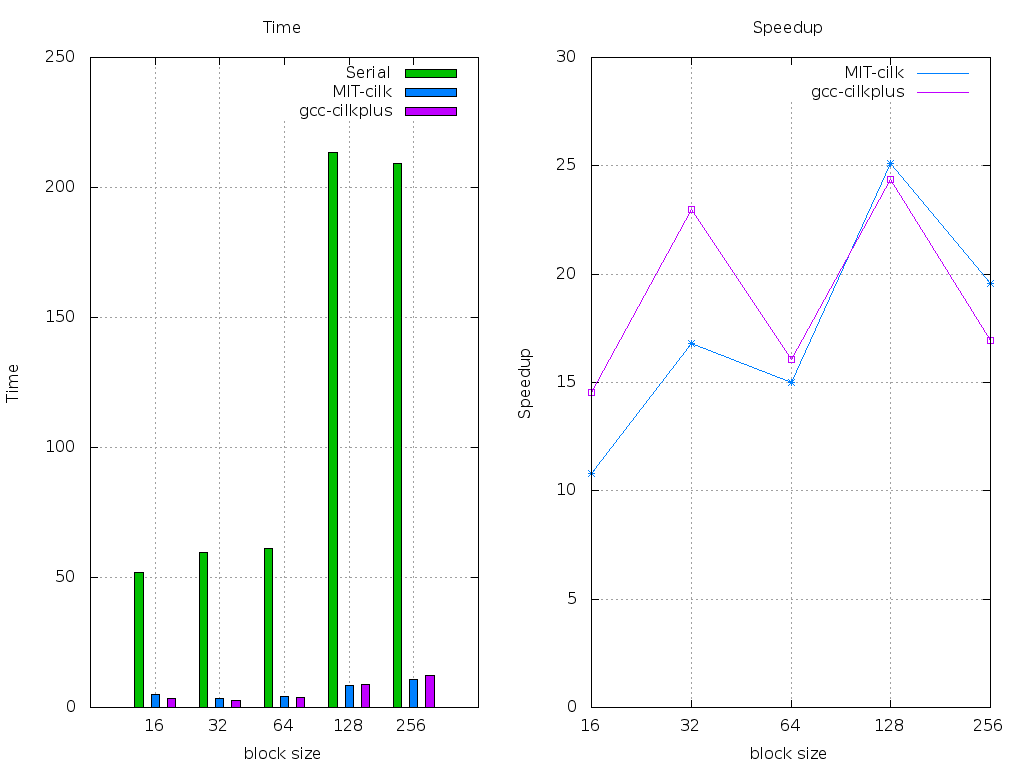 Time
250
200
150
100
50
0
Time
Serial
MIT-cilk
gcc-cilkplus
16 32 64 128 256
block size
Speedup
30
25
20
15
10
5
0
Speedup
MIT-cilk
gcc-cilkplus
16 32 64 128 256
block size